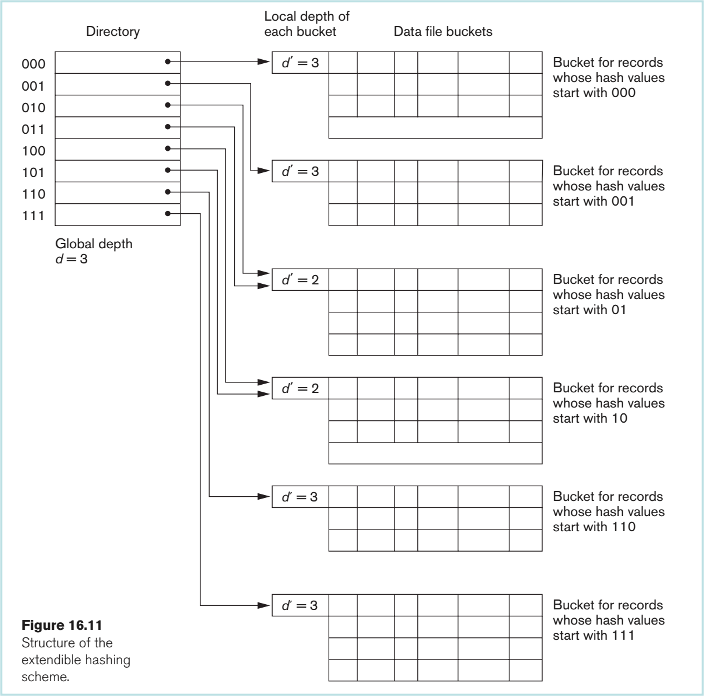 Directory
Local depth of
each bucket
Data file buckets
000
001
010
011
100
101
110
111
Global depth
d = 3
d′ = 3
Bucket for records
whose hash values
start with 000
d′ = 3
Bucket for records
whose hash values
start with 001
d′ = 2
Bucket for records
whose hash values
start with 01
d′ = 2
Bucket for records
whose hash values
start with 10
d′ = 3
Bucket for records
whose hash values
start with 110
d′ = 3
Bucket for records
whose hash values
start with 111
Figure 16.11
Structure of the
extendible hashing
scheme.